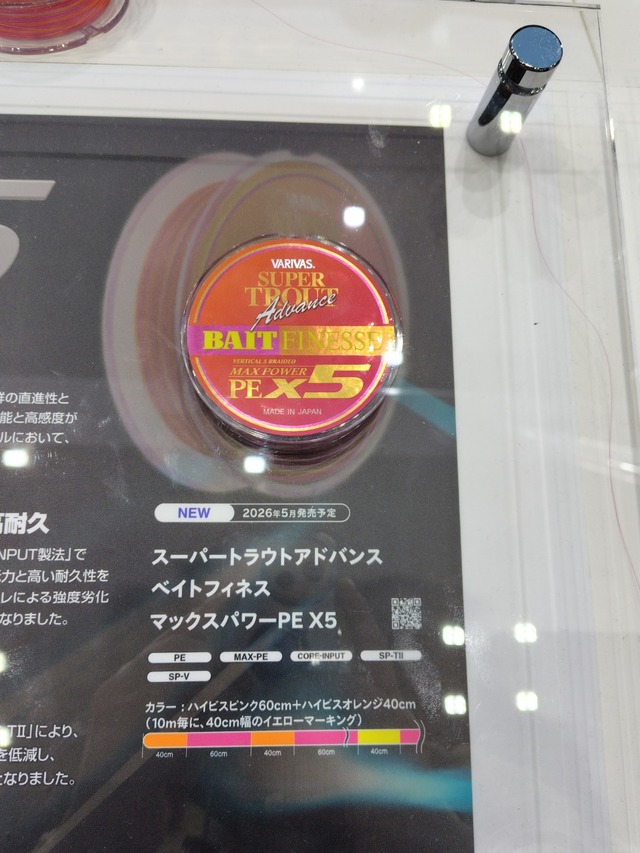 VARIVAS®
SUPER
TROUT
Advance
BAIT FINESSE
VERTICAL 5 BRAIDED
MAX POWER
PE X5
MADE IN JAPAN
の直進性と
能と高感度が
ルにおいて、
高耐久
NPUT製法」で
力と高い耐久性を
レによる強度劣化
なりました。
TII」により、
を低減し、
となりました。
NEW 2026年5月発売予定
スーパートラウトアドバンス
ベイトフィネス
マックスパワーPE X5
PE MAX-PE CORE-INPUT SP-TII
SP-V
カラー：ハイビスピンク60cm＋ハイビスオレンジ40cm
（10m毎に、40cm幅のイエローマーキング）
40cm 60cm 40cm 60cm 40cm